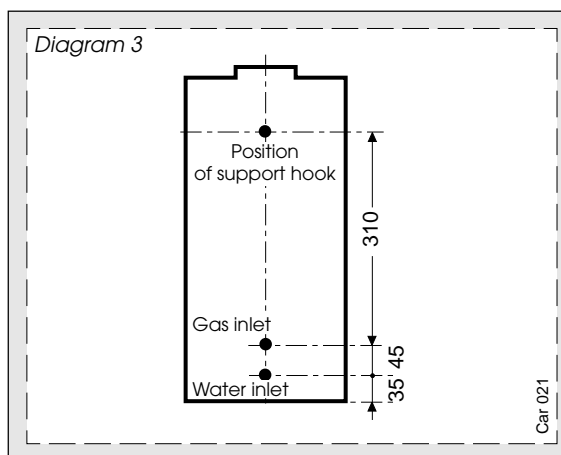 Diagram 3
Position
of support hook
310
Gas inlet
45
Water inlet
35
Car 021